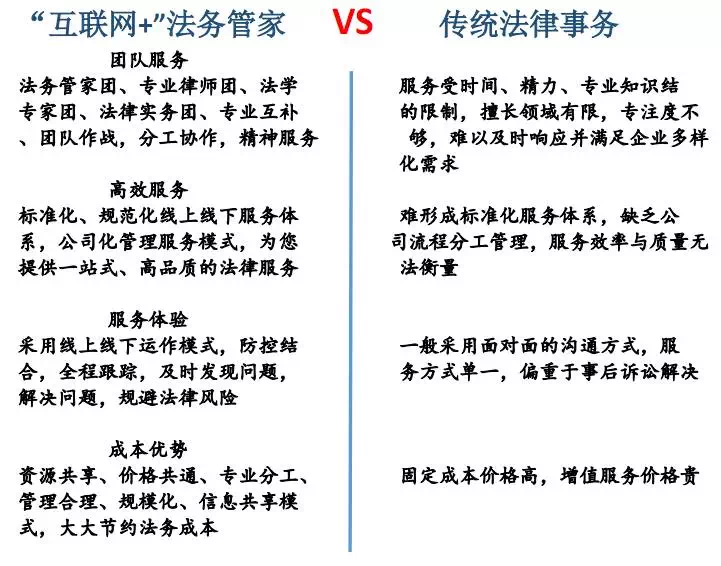 “互联网+”法务管家 VS 传统法律事务
团队服务
法务管家团、专业律师团、法学
专家团、法律实务团、专业互补
、团队作战，分工协作，精神服务
服务受时间、精力、专业知识结
的限制，擅长领域有限，专注度不
够，难以及时响应并满足企业多样
化需求
高效服务
标准化、规范化线上线下服务体
系，公司化管理服务模式，为您
提供一站式、高品质的法律服务
难形成标准化服务体系，缺乏公
司流程分工管理，服务效率与质量无
法衡量
服务体验
采用线上线下运作模式，防控结
合，全程跟踪，及时发现问题，
解决问题，规避法律风险
一般采用面对面的沟通方式，服
务方式单一，偏重于事后诉讼解决
成本优势
资源共享、价格共通、专业分工、
管理合理、规模化、信息共享模
式，大大节约法务成本
固定成本价格高，增值服务价格贵